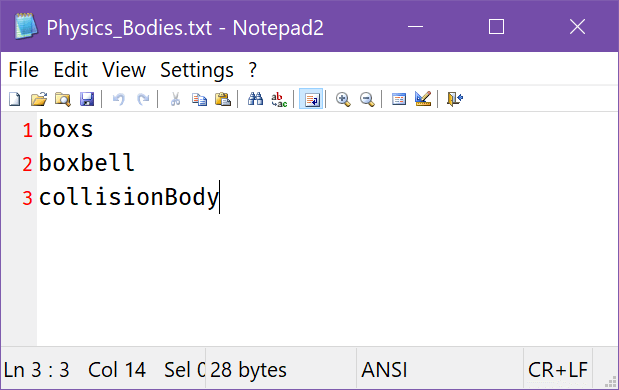 Physics_Bodies.txt - Notepad2
File Edit View Settings ?
1 boxs
2 boxbell
3 collisionBody
Ln 3 : 3 Col 14 Sel 0 28 bytes ANSI CR+LF